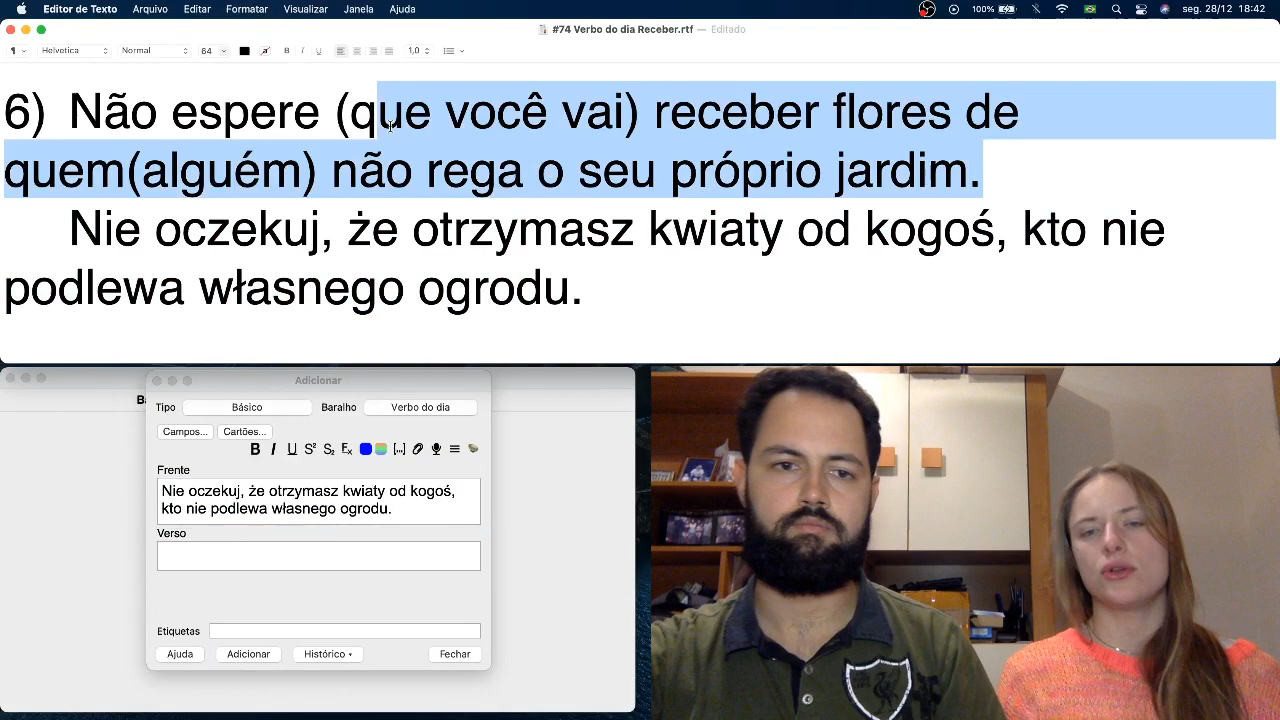 Editor de Texto Arquivo Editar Formatar Visualizar Janela Ajuda 100% seg. 28/12 18:42
#74 Verbo do dia Receber.rtf — Editado
¶ Helvetica Normal 64 a B I U 1,0
6) Não espere (que você vai) receber flores de
quem(alguém) não rega o seu próprio jardim.
Nie oczekuj, że otrzymasz kwiaty od kogoś, kto nie
podlewa własnego ogrodu.
Adicionar
Ba
Tipo Básico Baralho Verbo do dia
Campos... Cartões...
B I U S² S₂ Eₓ [...]
Frente
Nie oczekuj, że otrzymasz kwiaty od kogoś,
kto nie podlewa własnego ogrodu.
Verso
Etiquetas
Ajuda Adicionar Histórico ▾ Fechar